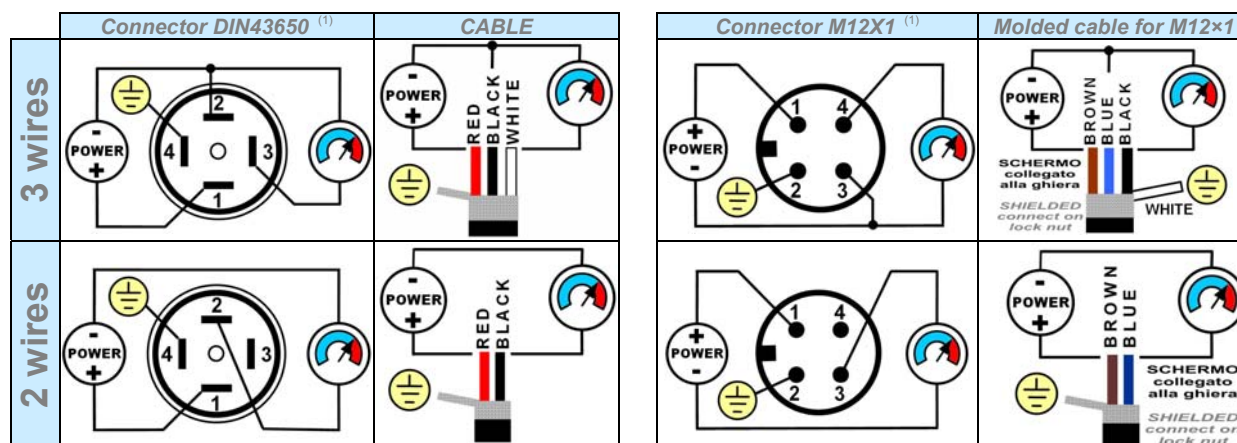 Connector DIN43650 (1)
CABLE
Connector M12X1 (1)
Molded cable for M12×1
3 wires
-
POWER
+
2
4
3
1
-
POWER
+
RED
BLACK
WHITE
+
POWER
-
1
4
2
3
-
POWER
+
BROWN
BLUE
BLACK
SCHERMO
collegato
alla ghiera
SHIELDED
connect on
lock nut
WHITE
2 wires
-
POWER
+
2
4
3
1
-
POWER
+
RED
BLACK
+
POWER
-
1
4
2
3
-
POWER
+
BROWN
BLUE
SCHERMO
collegato
alla ghiera
SHIELDED
connect on
lock nut